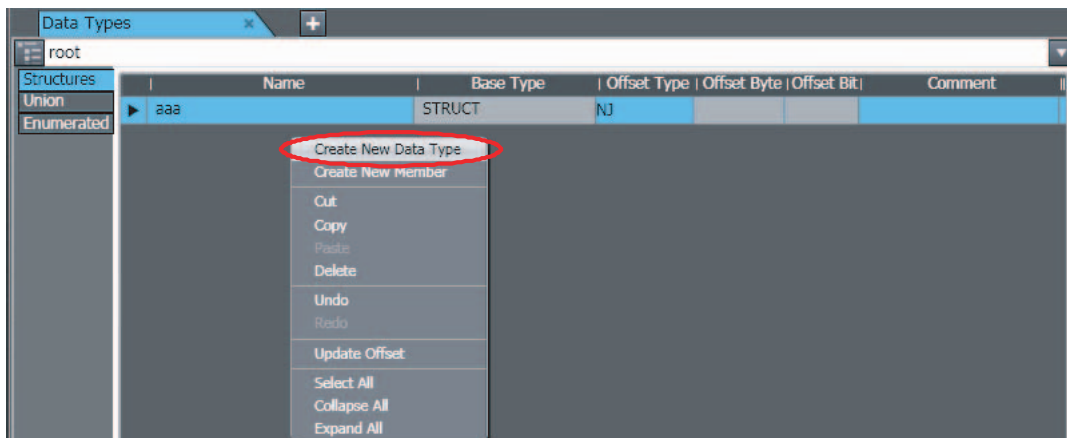 Data Types × +
root
Structures
Union
Enumerated
Name Base Type Offset Type Offset Byte Offset Bit Comment
aaa STRUCT NJ
Create New Data Type
Create New Member
Cut
Copy
Paste
Delete
Undo
Redo
Update Offset
Select All
Collapse All
Expand All